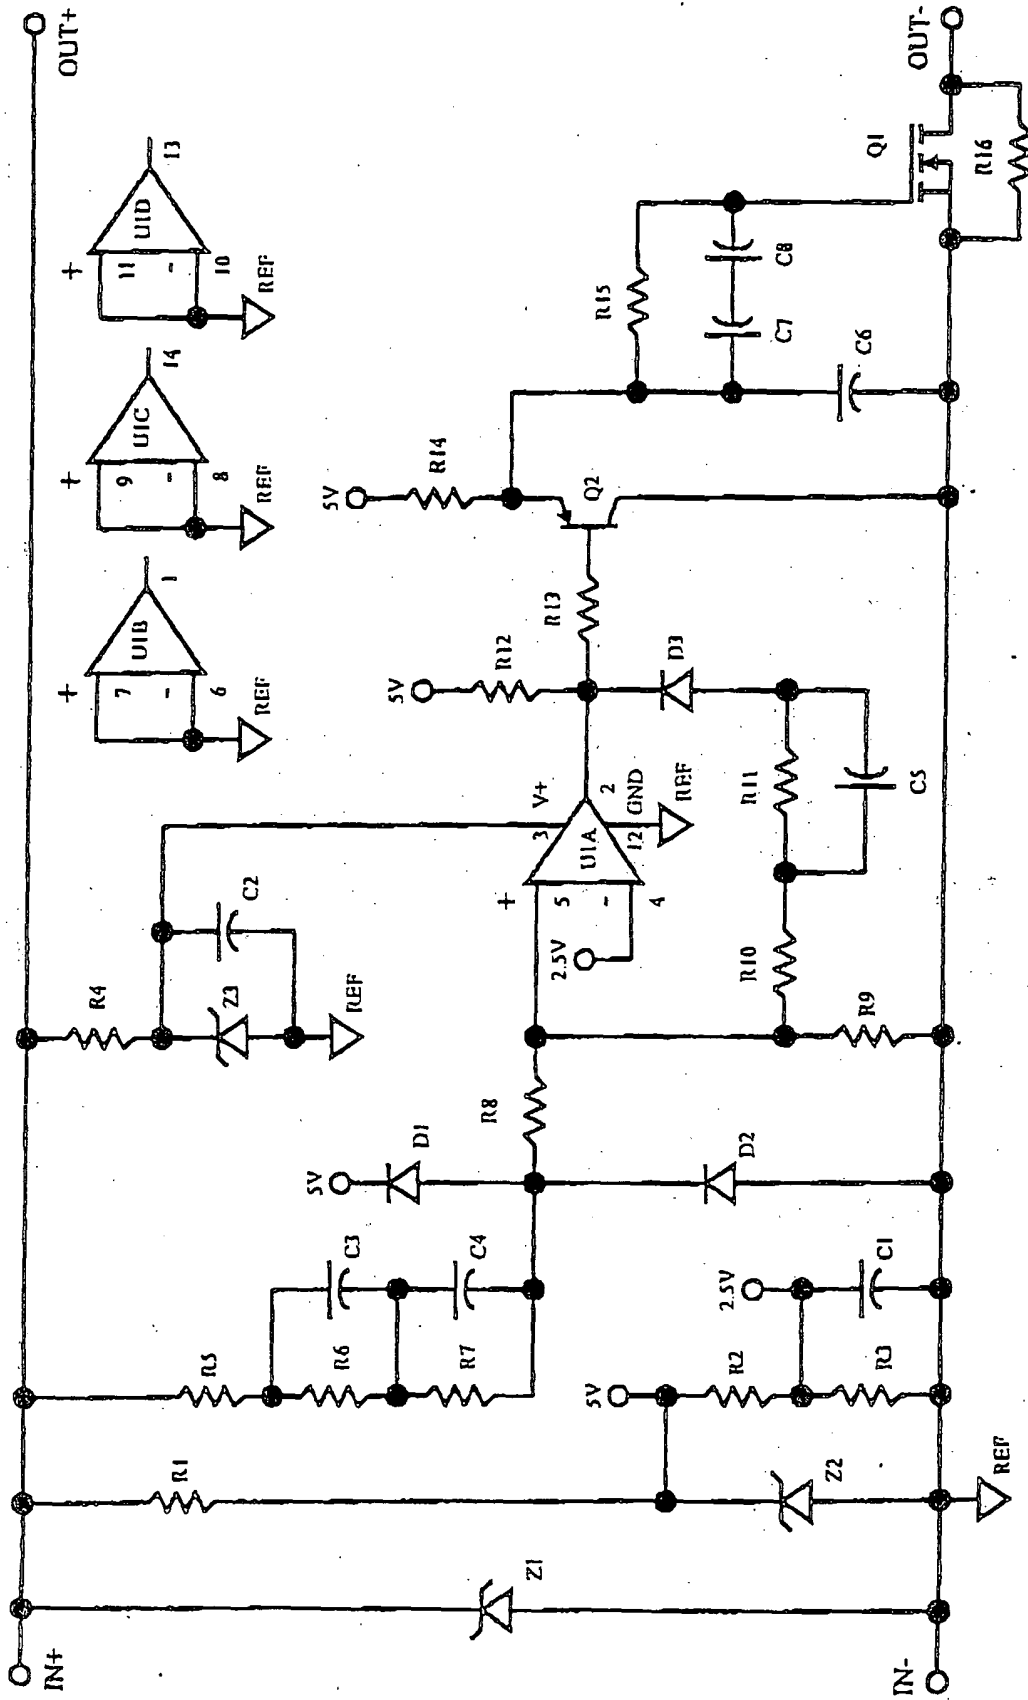 OUT+
U1D
+
11
-
10
13
REF
U1C
+
9
-
8
14
REF
U1B
+
7
-
6
1
REF
R4
C2
Z3
REF
V+
3
+
5
-
4
U1A
2
12
GND
REF
2.5V
5V
R12
R13
5V
R14
Q2
R15
C7
C8
C6
Q1
R16
OUT-
D3
R11
C5
R10
R9
R8
5V
D1
D2
R5
C3
R6
C4
R7
R1
5V
2.5V
R2
C1
R3
Z2
REF
Z1
IN+
IN-